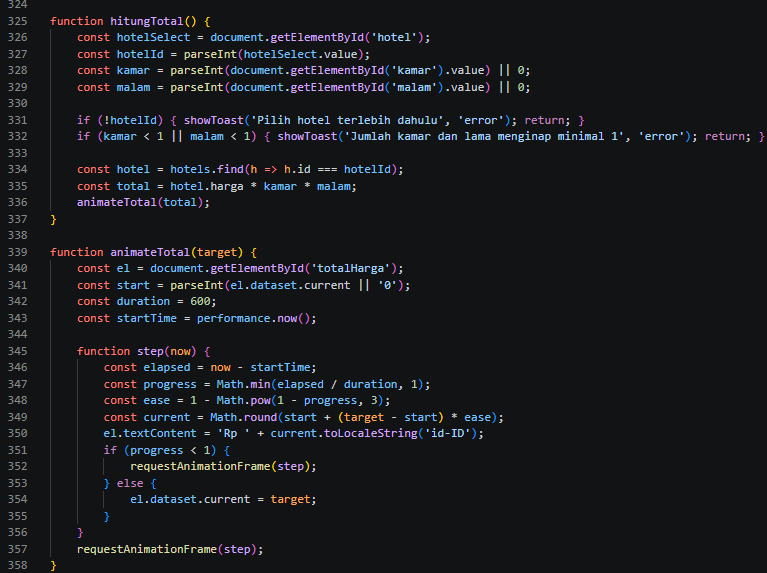 324
325 function hitungTotal() {
326     const hotelSelect = document.getElementById('hotel');
327     const hotelId = parseInt(hotelSelect.value);
328     const kamar = parseInt(document.getElementById('kamar').value) || 0;
329     const malam = parseInt(document.getElementById('malam').value) || 0;
330
331     if (!hotelId) { showToast('Pilih hotel terlebih dahulu', 'error'); return; }
332     if (kamar < 1 || malam < 1) { showToast('Jumlah kamar dan lama menginap minimal 1', 'error'); return; }
333
334     const hotel = hotels.find(h => h.id === hotelId);
335     const total = hotel.harga * kamar * malam;
336     animateTotal(total);
337 }
338
339 function animateTotal(target) {
340     const el = document.getElementById('totalHarga');
341     const start = parseInt(el.dataset.current || '0');
342     const duration = 600;
343     const startTime = performance.now();
344
345     function step(now) {
346         const elapsed = now - startTime;
347         const progress = Math.min(elapsed / duration, 1);
348         const ease = 1 - Math.pow(1 - progress, 3);
349         const current = Math.round(start + (target - start) * ease);
350         el.textContent = 'Rp ' + current.toLocaleString('id-ID');
351         if (progress < 1) {
352             requestAnimationFrame(step);
353         } else {
354             el.dataset.current = target;
355         }
356     }
357     requestAnimationFrame(step);
358 }